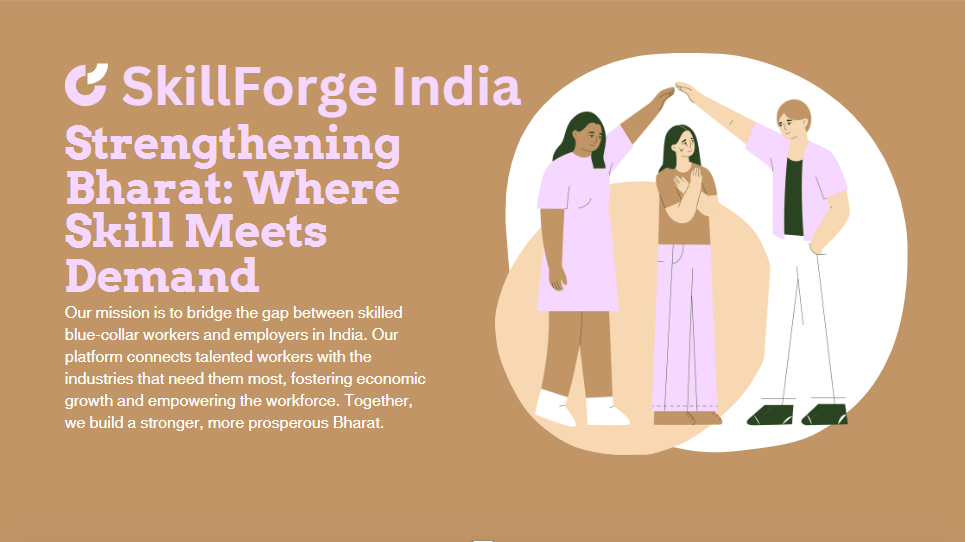 SkillForge India
Strengthening
Bharat: Where
Skill Meets
Demand
Our mission is to bridge the gap between skilled
blue-collar workers and employers in India. Our
platform connects talented workers with the
industries that need them most, fostering economic
growth and empowering the workforce. Together,
we build a stronger, more prosperous Bharat.